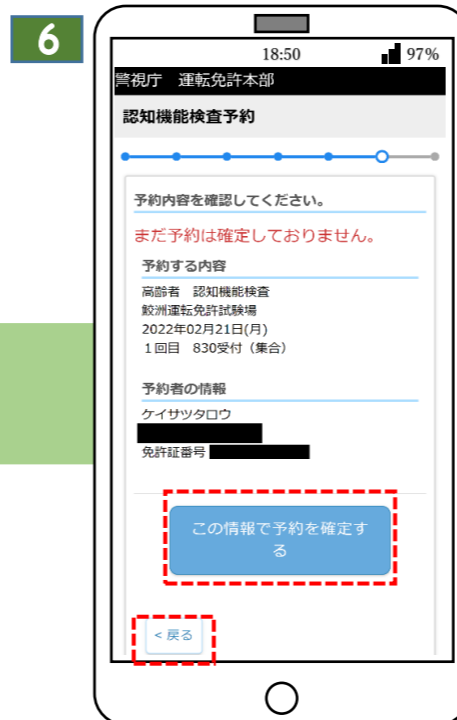 6
18:50 97%
警視庁 運転免許本部
認知機能検査予約
予約内容を確認してください。
まだ予約は確定しておりません。
予約する内容
高齢者 認知機能検査
鮫洲運転免許試験場
2022年02月21日(月)
1回目 830受付（集合）
予約者の情報
ケイサツタロウ
免許証番号
この情報で予約を確定す
る
< 戻る